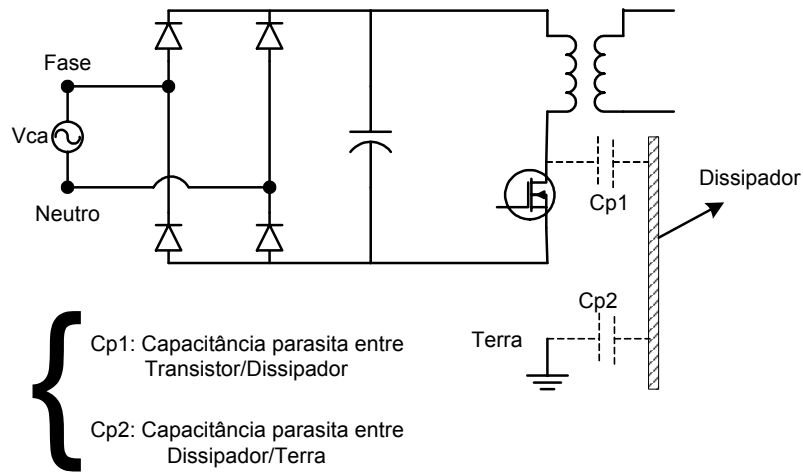 Fase
Vca
Neutro
Cp1
Dissipador
Cp2
Terra
Cp1: Capacitância parasita entre
Transistor/Dissipador
Cp2: Capacitância parasita entre
Dissipador/Terra